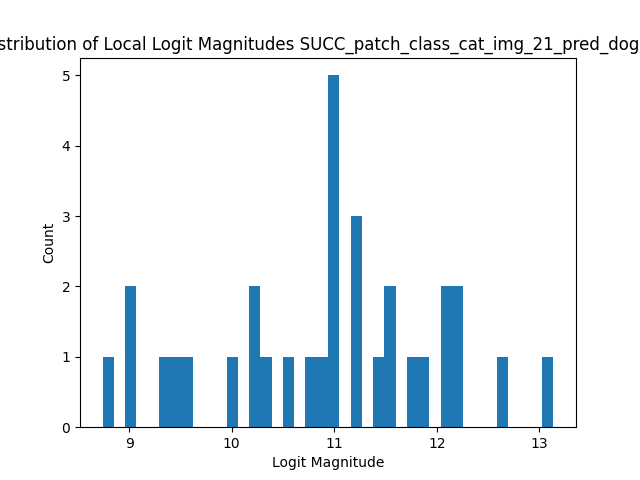 stribution of Local Logit Magnitudes SUCC_patch_class_cat_img_21_pred_dog
5
4
3
2
1
0
Count
9 10 11 12 13
Logit Magnitude